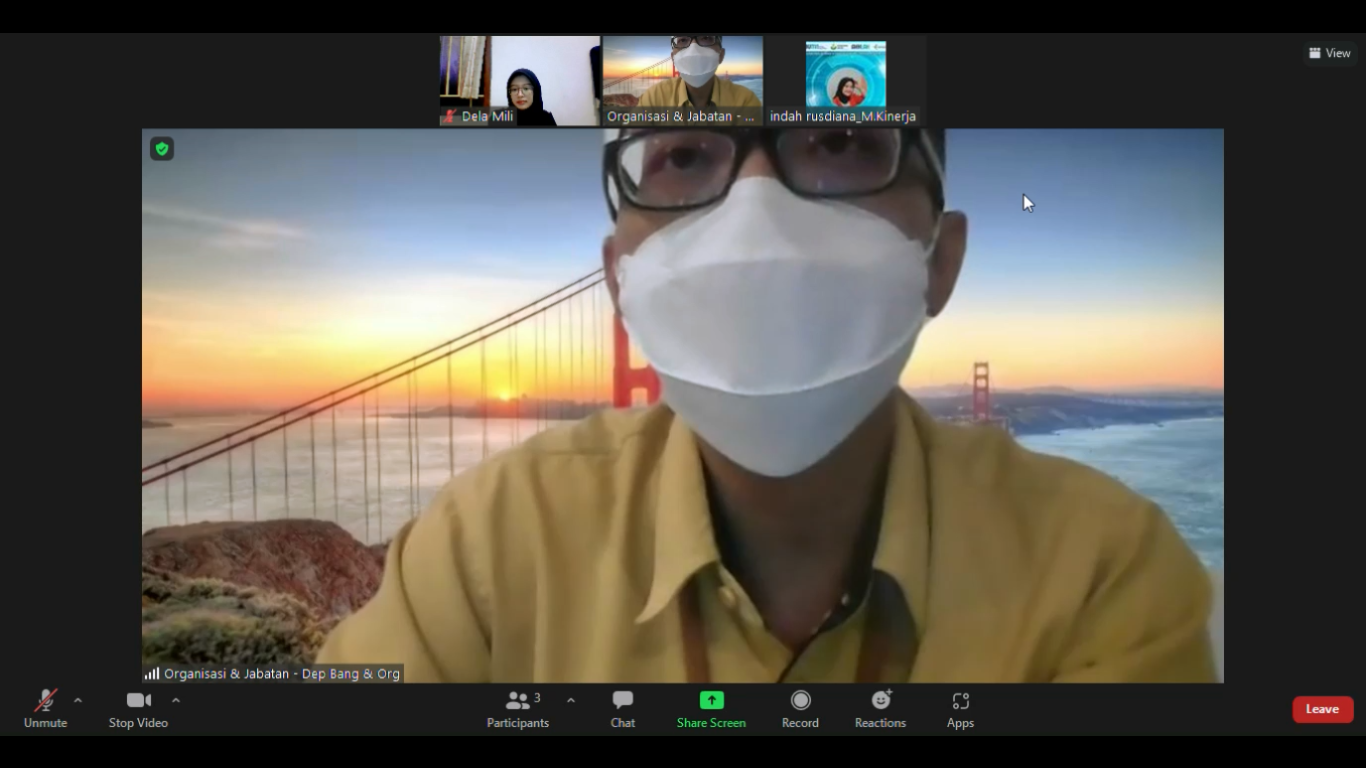 View
Dela Mili
Organisasi & Jabatan - ...
indah rusdiana_M.Kinerja
Organisasi & Jabatan - Dep Bang & Org
Unmute
Stop Video
Participants
3
Chat
Share Screen
Record
Reactions
Apps
Leave